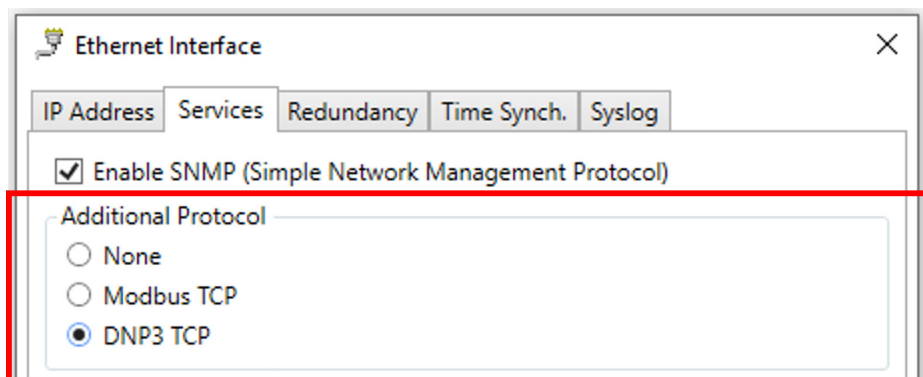 Ethernet Interface
IP Address Services Redundancy Time Synch. Syslog
Enable SNMP (Simple Network Management Protocol)
Additional Protocol
None
Modbus TCP
DNP3 TCP